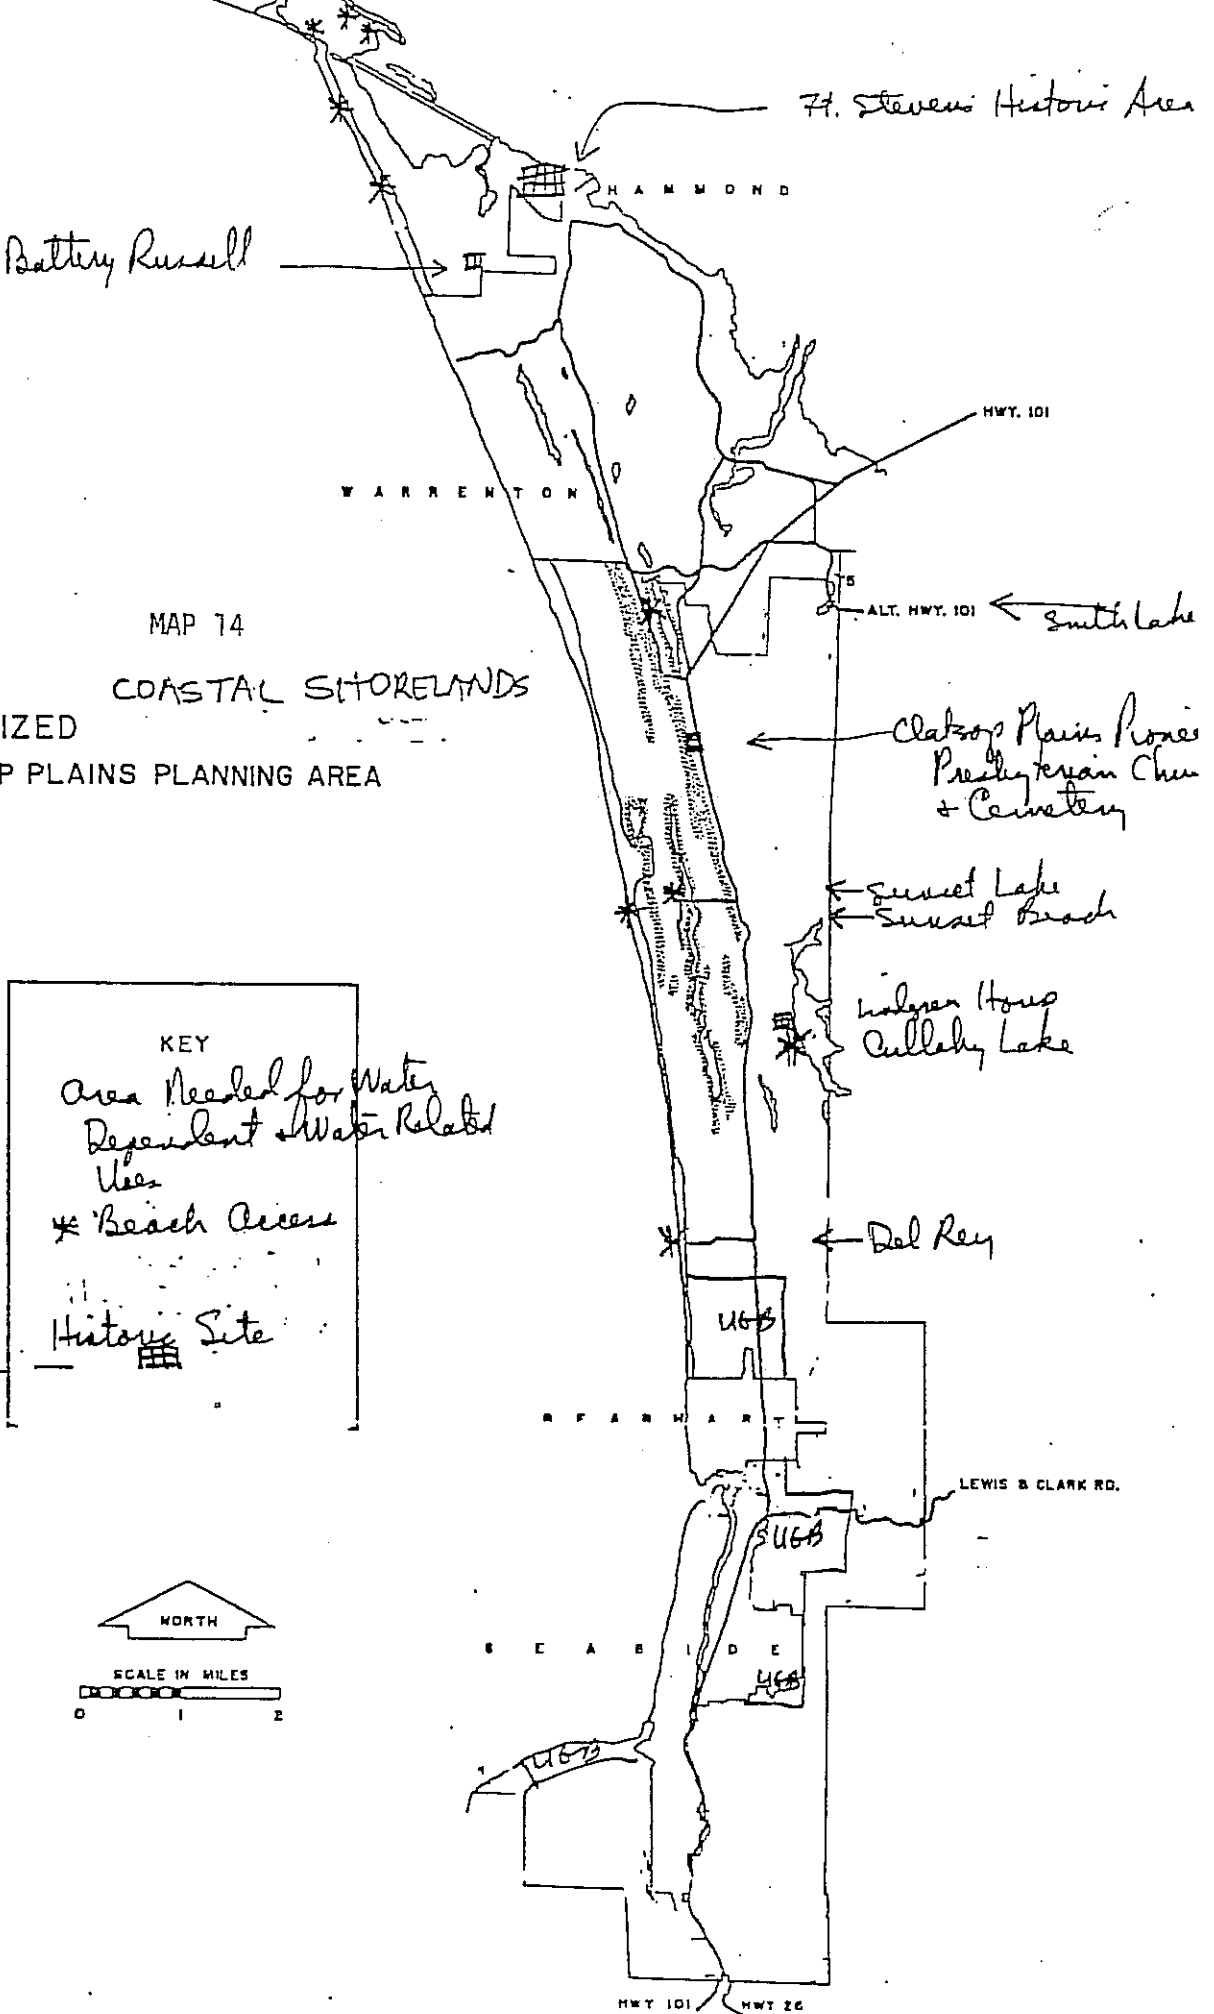 Ft. Stevens Historic Area
HAMMOND
Battery Russell
HWY. 101
WARRENTON
ALT. HWY. 101
Smith Lake
MAP 14
COASTAL SHORELANDS
IZED
P PLAINS PLANNING AREA
Clatsop Plains Pionee
Presbyterian Chu
& Cemetery
Sunset Lake
Sunset Beach
Cullaby Lake
KEY
Area Needed for Water
Dependent & Water Related
Uses
Beach Access
Historic Site
Del Rey
UGB
GEARHART
LEWIS & CLARK RD.
UGB
NORTH
SEASIDE
SCALE IN MILES
0 1 2
UGB
UGB
HWY 101 HWY 26